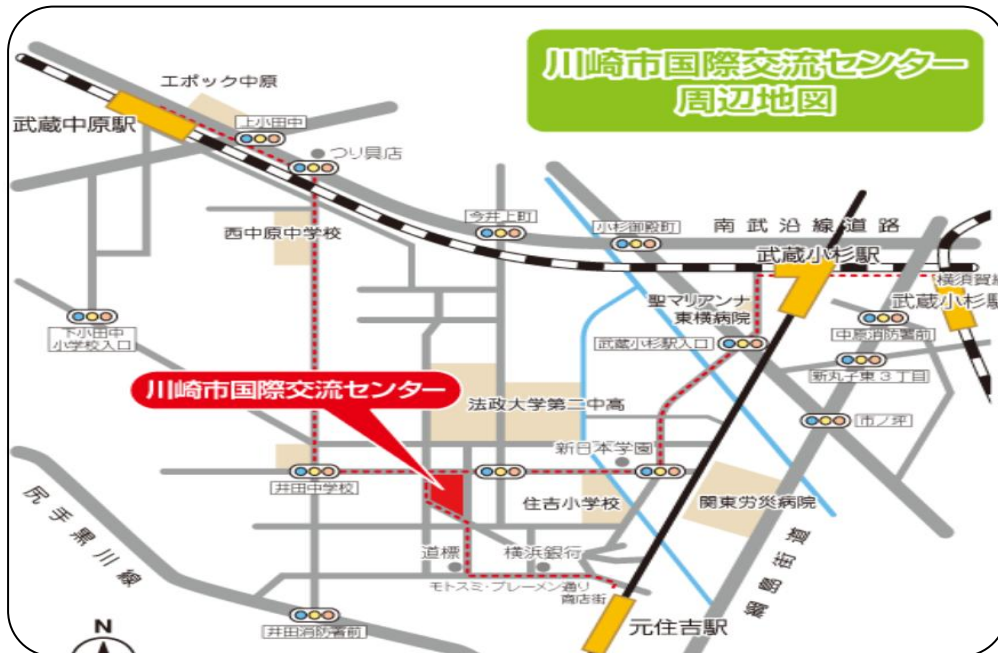 川崎市国際交流センター
周辺地図
エポック中原
武蔵中原駅
上小田中
つり具店
西中原中学校
今井上町
小杉御殿町
南武沿線道路
武蔵小杉駅
横須賀線
武蔵小杉駅
聖マリアンナ
東横病院
武蔵小杉駅入口
中原消防署前
新丸子東3丁目
市ノ坪
下小田中
小学校入口
川崎市国際交流センター
法政大学第二中高
新日本学園
井田中学校
住吉小学校
関東労災病院
尻手黒川線
道標
横浜銀行
モトスミ・ブレーメン通り
商店街
綱島街道
井田消防署前
元住吉駅
N